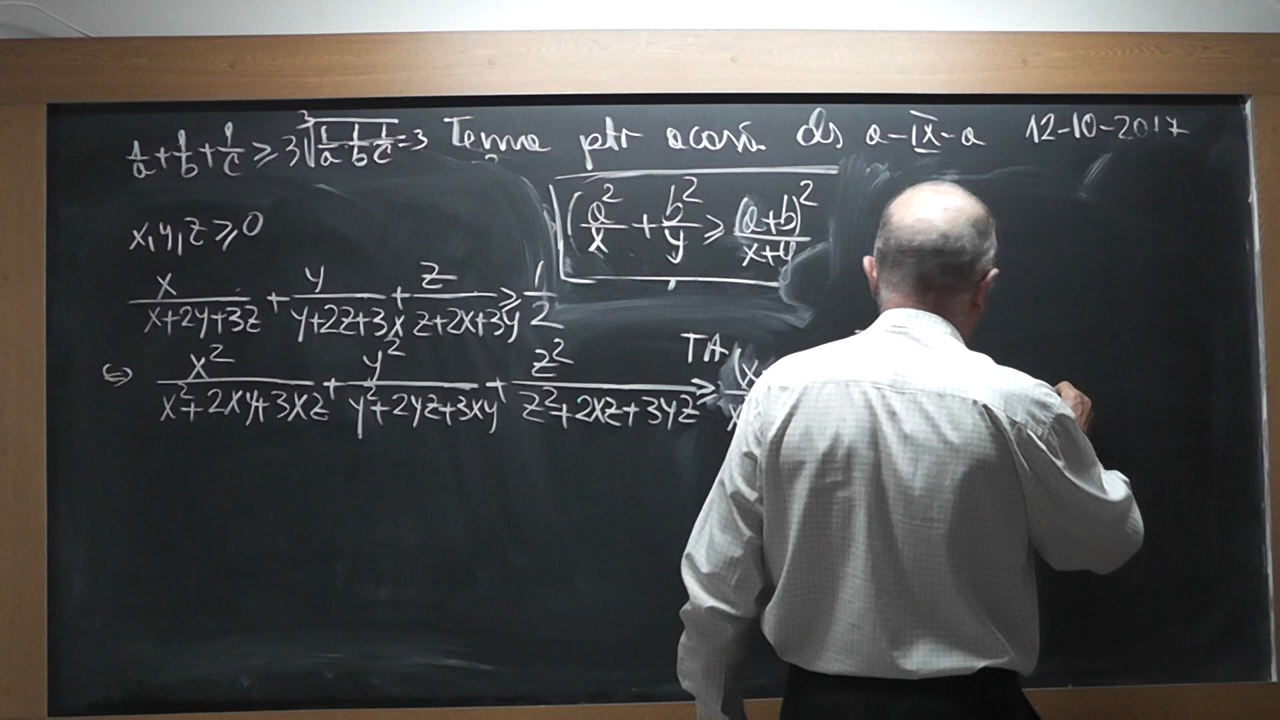 1/a + 1/b + 1/c ⩾ 3∛(1/a · 1/b · 1/c) = 3 Tema ptr acasă cls a-IX-a 12-10-2017
a²/x + b²/y ⩾ (a+b)²/(x+y)
x,y,z ⩾ 0
x/(x+2y+3z) + y/(y+2z+3x) + z/(z+2x+3y) ⩾ 1/2
⇔ x²/(x²+2xy+3xz) + y²/(y²+2yz+3xy) + z²/(z²+2xz+3yz) ⩾ TA (x